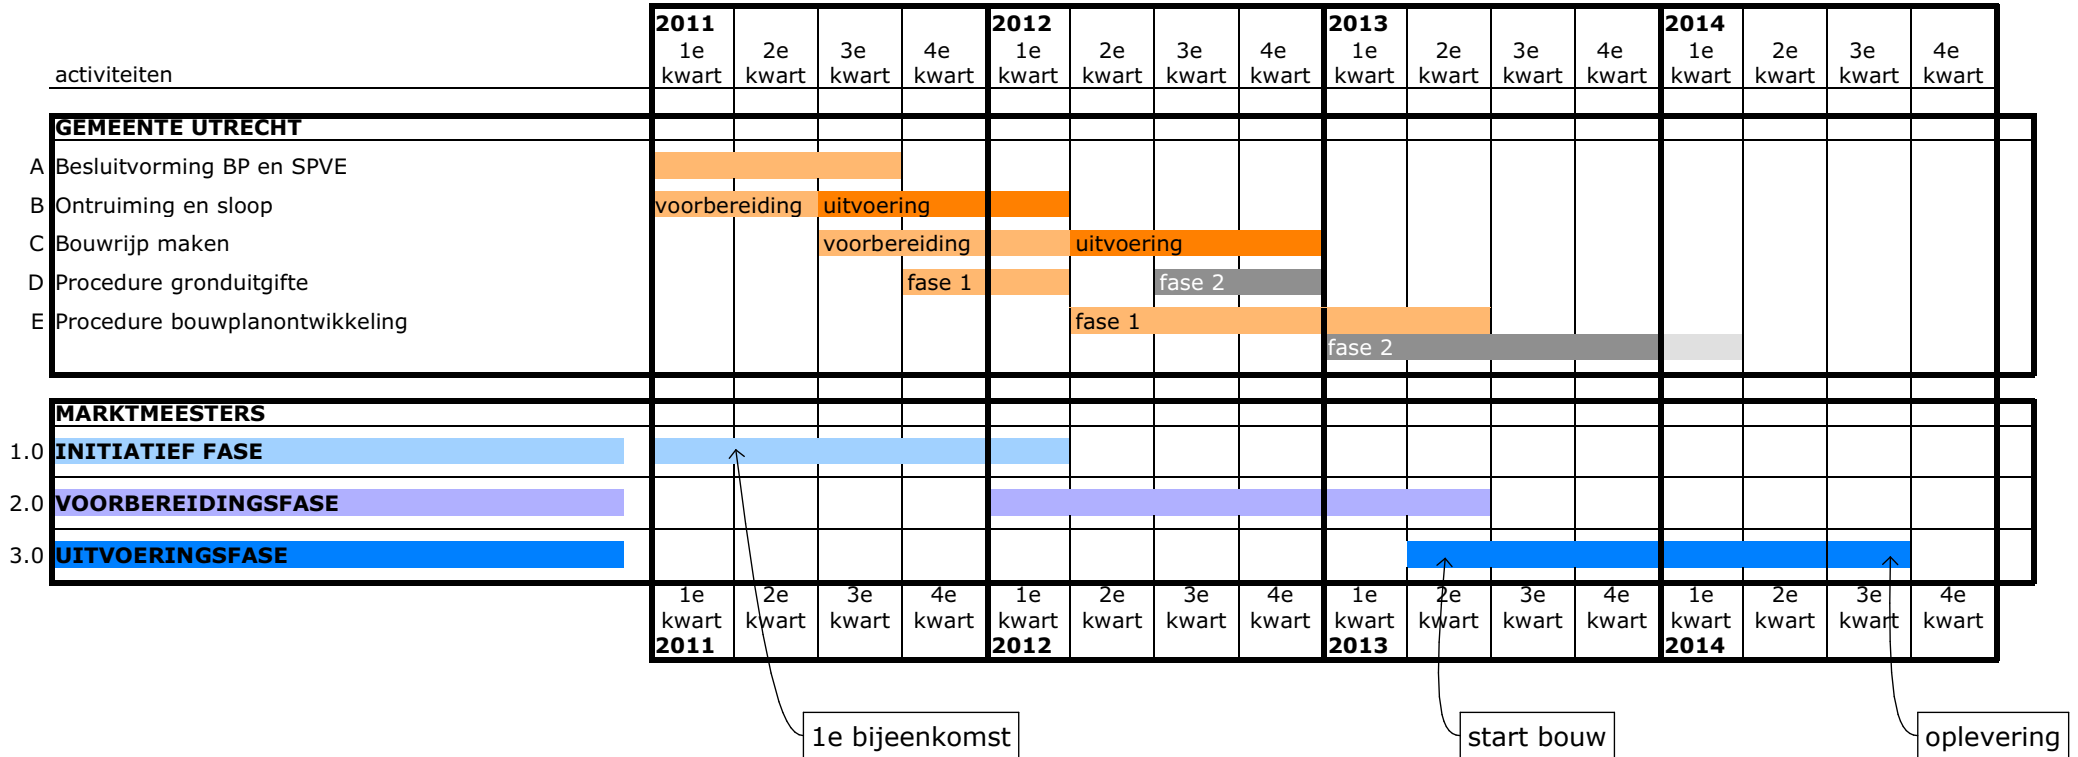 2011 2012 2013 2014
1e 2e 3e 4e 1e 2e 3e 4e 1e 2e 3e 4e 1e 2e 3e 4e
activiteiten kwart kwart kwart kwart kwart kwart kwart kwart kwart kwart kwart kwart kwart kwart kwart kwart
GEMEENTE UTRECHT
A Besluitvorming BP en SPVE
B Ontruiming en sloop voorbereiding uitvoering
C Bouwrijp maken voorbereiding uitvoering
D Procedure gronduitgifte fase 1 fase 2
E Procedure bouwplanontwikkeling fase 1
fase 2
MARKTMEESTERS
1.0 INITIATIEF FASE
2.0 VOORBEREIDINGSFASE
3.0 UITVOERINGSFASE
1e 2e 3e 4e 1e 2e 3e 4e 1e 2e 3e 4e 1e 2e 3e 4e
kwart kwart kwart kwart kwart kwart kwart kwart kwart kwart kwart kwart kwart kwart kwart kwart
2011 2012 2013 2014
1e bijeenkomst start bouw oplevering